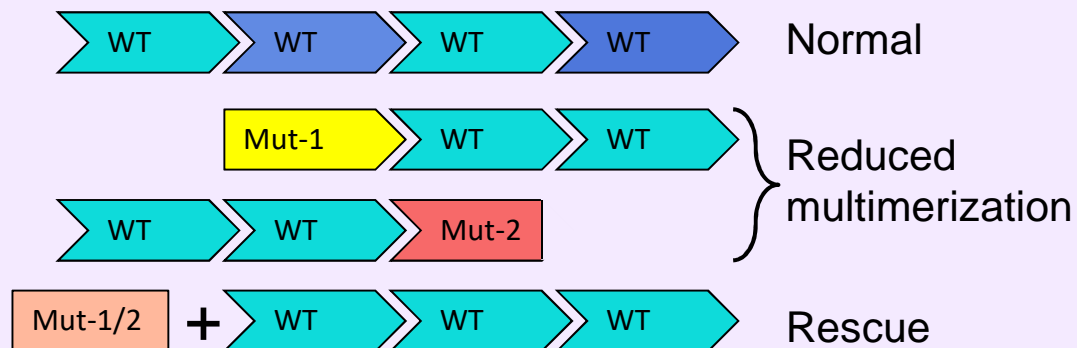 WT WT WT WT Normal
Mut-1 WT WT
Reduced
multimerization
WT WT Mut-2
Mut-1/2 + WT WT WT Rescue